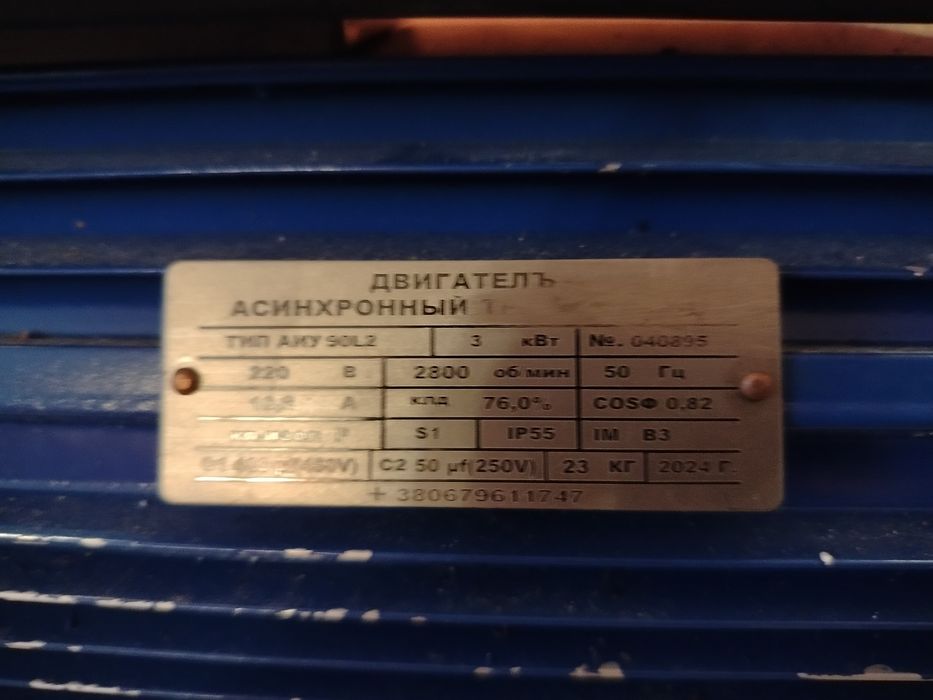 ДВИГАТЕЛЪ
АСИНХРОННЫЙ
ТИП АИУ 90L2 3 кВт №. 040895
220 В 2800 об/мин 50 Гц
А кпд 76,0% COSФ 0,82
S1 IP55 IM B3
C2 50 µf(250V) 23 КГ 2024 Г.
+ 380679611747